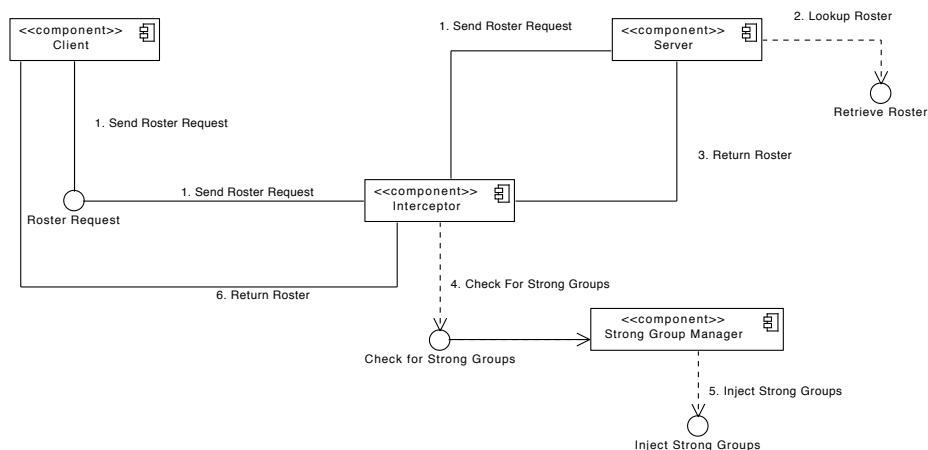 <<component>>
Client
1. Send Roster Request
<<component>>
Server
2. Lookup Roster
Retrieve Roster
1. Send Roster Request
3. Return Roster
1. Send Roster Request
<<component>>
Interceptor
Roster Request
6. Return Roster
4. Check For Strong Groups
<<component>>
Strong Group Manager
Check for Strong Groups
5. Inject Strong Groups
Inject Strong Groups